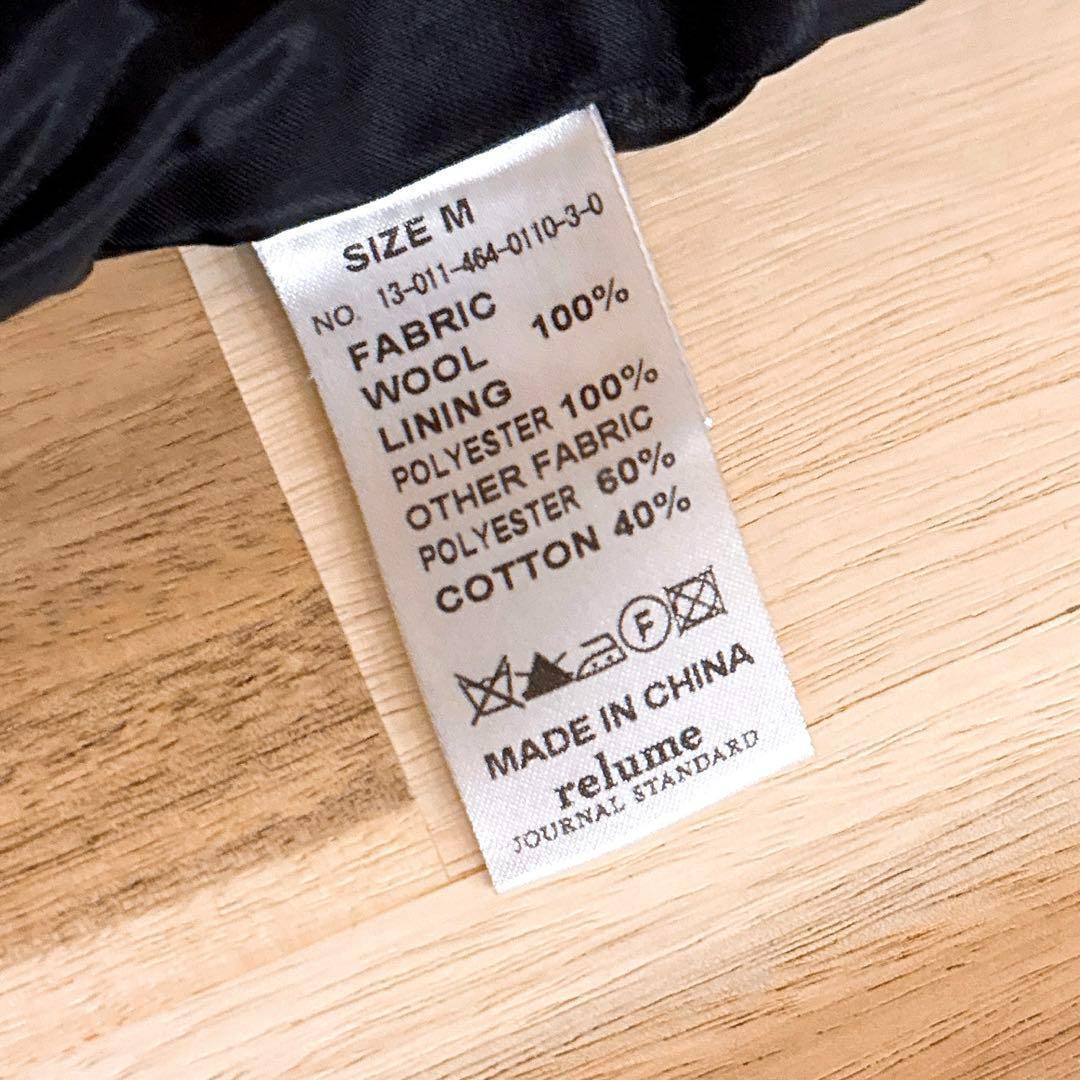 SIZE M
NO. 13-011-464-0110-3-0
FABRIC
WOOL 100%
LINING
POLYESTER 100%
OTHER FABRIC
POLYESTER 60%
COTTON 40%
F
MADE IN CHINA
relume
JOURNAL STANDARD